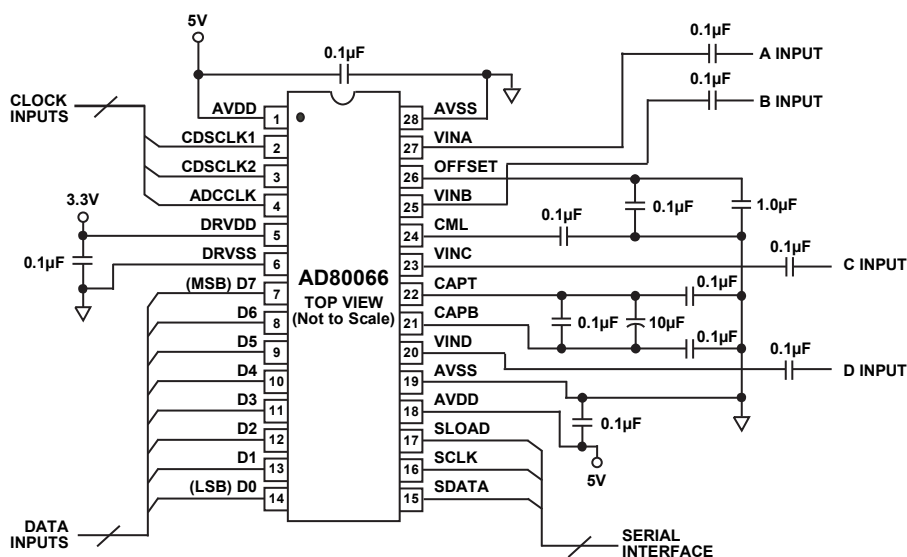 5V
0.1µF
0.1µF
A INPUT
0.1µF
B INPUT
CLOCK
INPUTS
AVDD 1
28 AVSS
CDSCLK1 2
27 VINA
CDSCLK2 3
26 OFFSET
ADCCLK 4
25 VINB
3.3V
0.1µF
1.0µF
DRVDD 5
24 CML
0.1µF
0.1µF
DRVSS 6
23 VINC
0.1µF
C INPUT
AD80066
TOP VIEW
(Not to Scale)
(MSB) D7 7
22 CAPT
0.1µF
D6 8
21 CAPB
0.1µF
10µF
0.1µF
D5 9
20 VIND
0.1µF
D INPUT
D4 10
19 AVSS
D3 11
18 AVDD
0.1µF
D2 12
17 SLOAD
5V
D1 13
16 SCLK
(LSB) D0 14
15 SDATA
DATA
INPUTS
SERIAL
INTERFACE